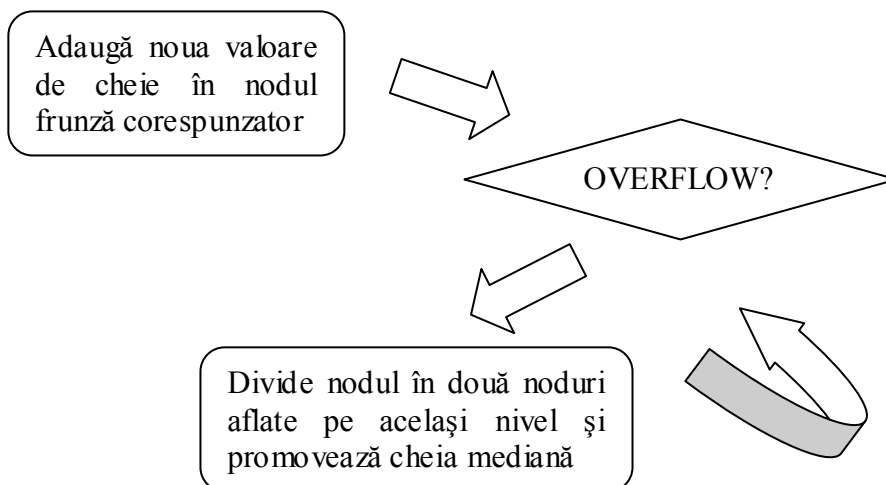 Adaugă noua valoare
de cheie în nodul
frunză corespunzator
OVERFLOW?
Divide nodul în două noduri
aflate pe acelaşi nivel şi
promovează cheia mediană